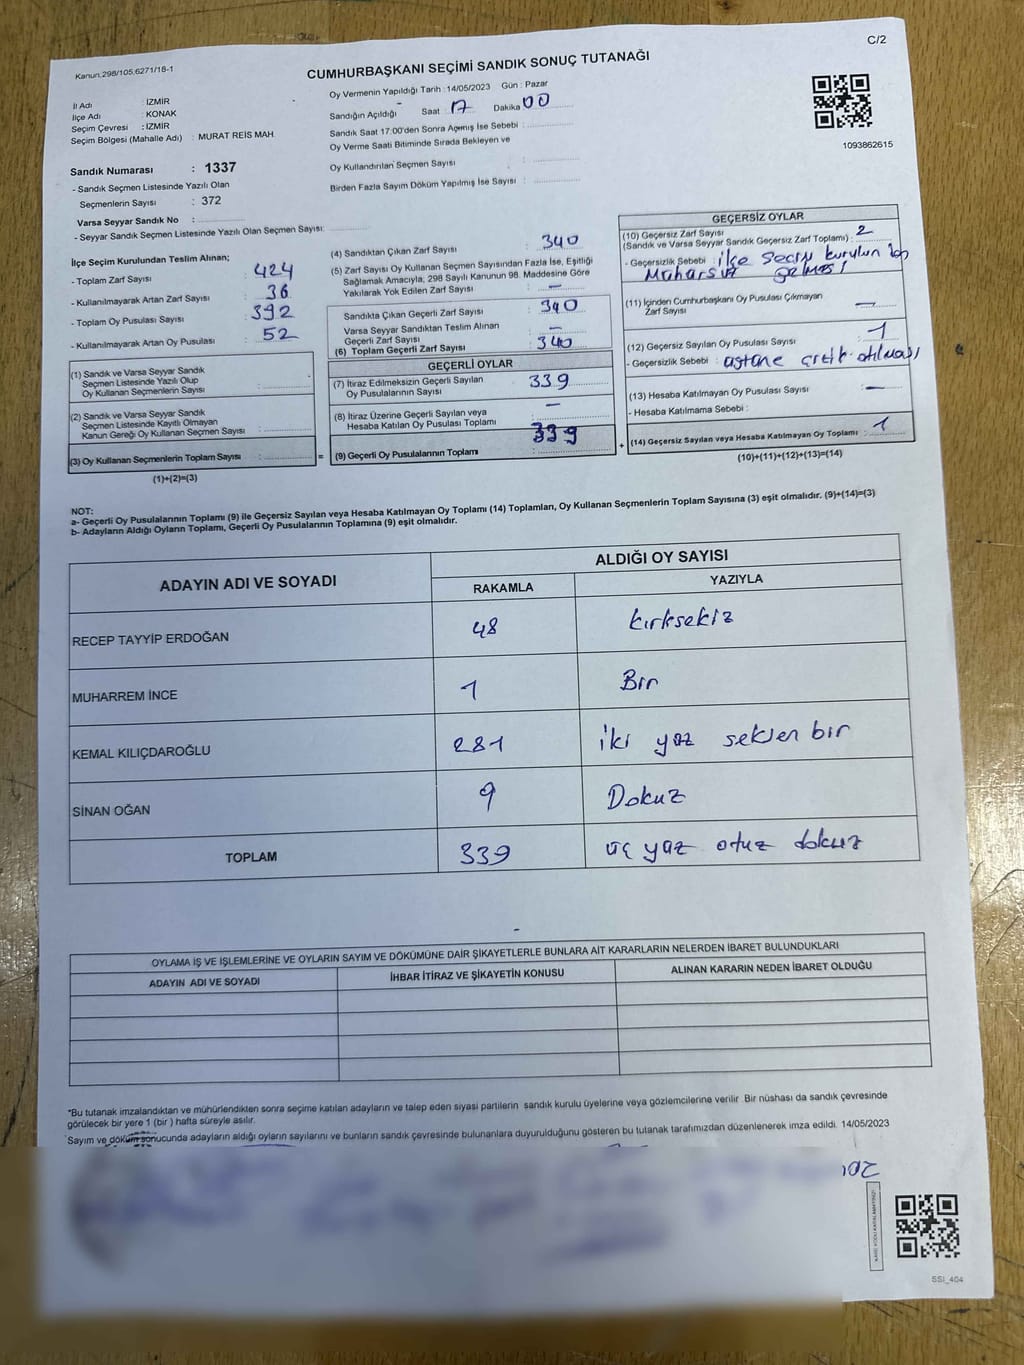 C/2
Kanun,298/105,6271/18-1
CUMHURBAŞKANI SEÇİMİ SANDIK SONUÇ TUTANAĞI
İl Adı : İZMİR
İlçe Adı : KONAK
Seçim Çevresi : İZMİR
Seçim Bölgesi (Mahalle Adı) : MURAT REİS MAH.
Oy Vermenin Yapıldığı Tarih : 14/05/2023 Gün : Pazar
Sandığın Açıldığı Saat : 17 Dakika : 00
Sandık Saat 17:00'den Sonra Açmış İse Sebebi :
Oy Verme Saati Bitiminde Sırada Bekleyen ve
Oy Kullandırılan Seçmen Sayısı :
Birden Fazla Sayım Döküm Yapılmış İse Sayısı :
1093862615
Sandık Numarası : 1337
- Sandık Seçmen Listesinde Yazılı Olan
Seçmenlerin Sayısı : 372
Varsa Seyyar Sandık No :
- Seyyar Sandık Seçmen Listesinde Yazılı Olan Seçmen Sayısı:
İlçe Seçim Kurulundan Teslim Alınan;
- Toplam Zarf Sayısı : 424
- Kullanılmayarak Artan Zarf Sayısı : 36
- Toplam Oy Pusulası Sayısı : 392
- Kullanılmayarak Artan Oy Pusulası : 52
(1) Sandık ve Varsa Seyyar Sandık
Seçmen Listesinde Yazılı Olup
Oy Kullanan Seçmenlerin Sayısı :
(2) Sandık ve Varsa Seyyar Sandık
Seçmen Listesinde Kayıtlı Olmayan
Kanun Gereği Oy Kullanan Seçmen Sayısı :
(3) Oy Kullanan Seçmenlerin Toplam Sayısı : =
(1)+(2)=(3)
(4) Sandıktan Çıkan Zarf Sayısı : 340
(5) Zarf Sayısı Oy Kullanan Seçmen Sayısından Fazla İse, Eşitliği
Sağlamak Amacıyla, 298 Sayılı Kanunun 98. Maddesine Göre
Yakılarak Yok Edilen Zarf Sayısı : —
Sandıkta Çıkan Geçerli Zarf Sayısı : 340
Varsa Seyyar Sandıktan Teslim Alınan
Geçerli Zarf Sayısı : —
(6) Toplam Geçerli Zarf Sayısı : 340
GEÇERLİ OYLAR
(7) İtiraz Edilmeksizin Geçerli Sayılan
Oy Pusulalarının Sayısı : 339
(8) İtiraz Üzerine Geçerli Sayılan veya
Hesaba Katılan Oy Pusulası Toplamı : —
(9) Geçerli Oy Pusulalarının Toplamı : 339 +
GEÇERSİZ OYLAR
(10) Geçersiz Zarf Sayısı
(Sandık ve Varsa Seyyar Sandık Geçersiz Zarf Toplamı) : 2
- Geçersizlik Sebebi : ilçe seçim kurulun
(11) İçinden Cumhurbaşkanı Oy Pusulası Çıkmayan
Zarf Sayısı : —
(12) Geçersiz Sayılan Oy Pusulası Sayısı : 1
- Geçersizlik Sebebi : üstüne çizik atılması
(13) Hesaba Katılmayan Oy Pusulası Sayısı : —
- Hesaba Katılmama Sebebi :
(14) Geçersiz Sayılan veya Hesaba Katılmayan Oy Toplamı : 1
(10)+(11)+(12)+(13)=(14)
NOT:
a- Geçerli Oy Pusulalarının Toplamı (9) ile Geçersiz Sayılan veya Hesaba Katılmayan Oy Toplamı (14) Toplamları, Oy Kullanan Seçmenlerin Toplam Sayısına (3) eşit olmalıdır. (9)+(14)=(3)
b- Adayların Aldığı Oyların Toplamı, Geçerli Oy Pusulalarının Toplamına (9) eşit olmalıdır.
ADAYIN ADI VE SOYADI ALDIĞI OY SAYISI
RAKAMLA YAZIYLA
RECEP TAYYİP ERDOĞAN 48 kırksekiz
MUHARREM İNCE 1 Bir
KEMAL KILIÇDAROĞLU 281 iki yüz seksen bir
SİNAN OĞAN 9 Dokuz
TOPLAM 339 üç yüz otuz dokuz
OYLAMA İŞ VE İŞLEMLERİNE VE OYLARIN SAYIM VE DÖKÜMÜNE DAİR ŞİKAYETLERLE BUNLARA AİT KARARLARIN NELERDEN İBARET BULUNDUKLARI
ADAYIN ADI VE SOYADI İHBAR İTİRAZ VE ŞİKAYETİN KONUSU ALINAN KARARIN NEDEN İBARET OLDUĞU
*Bu tutanak imzalandıktan ve mühürlendikten sonra seçime katılan adayların ve talep eden siyasi partilerin sandık kurulu üyelerine veya gözlemcilerine verilir Bir nüshası da sandık çevresinde
görülecek bir yere 1 (bir ) hafta süreyle asılır.
Sayım ve döküm sonucunda adayların aldığı oyların sayılarını ve bunların sandık çevresinde bulunanlara duyurulduğunu gösteren bu tutanak tarafımızdan düzenlenerek imza edildi. 14/05/2023
SSI_404